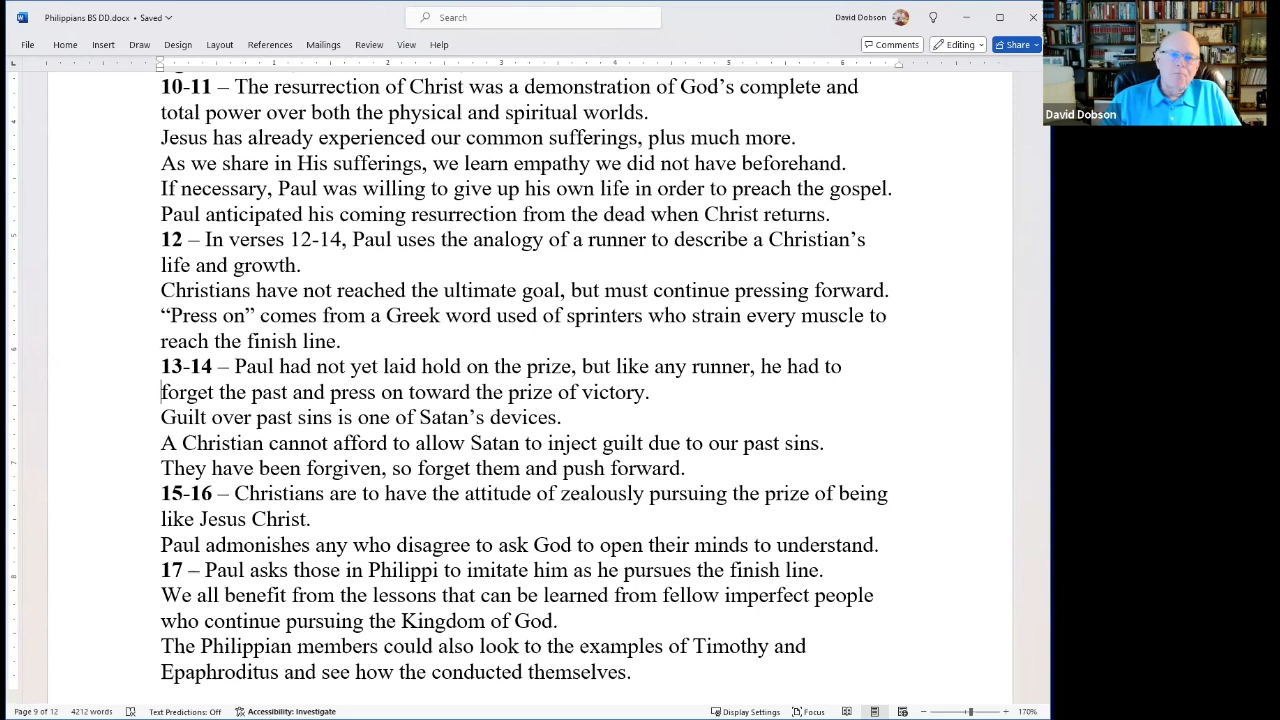 Philippians BS DD.docx • Saved
Search
David Dobson
File Home Insert Draw Design Layout References Mailings Review View Help
Comments Editing Share
1 2 3 4 5 6
10-11 – The resurrection of Christ was a demonstration of God’s complete and
total power over both the physical and spiritual worlds.
Jesus has already experienced our common sufferings, plus much more.
As we share in His sufferings, we learn empathy we did not have beforehand.
If necessary, Paul was willing to give up his own life in order to preach the gospel.
Paul anticipated his coming resurrection from the dead when Christ returns.
12 – In verses 12-14, Paul uses the analogy of a runner to describe a Christian’s
life and growth.
Christians have not reached the ultimate goal, but must continue pressing forward.
“Press on” comes from a Greek word used of sprinters who strain every muscle to
reach the finish line.
13-14 – Paul had not yet laid hold on the prize, but like any runner, he had to
forget the past and press on toward the prize of victory.
Guilt over past sins is one of Satan’s devices.
A Christian cannot afford to allow Satan to inject guilt due to our past sins.
They have been forgiven, so forget them and push forward.
15-16 – Christians are to have the attitude of zealously pursuing the prize of being
like Jesus Christ.
Paul admonishes any who disagree to ask God to open their minds to understand.
17 – Paul asks those in Philippi to imitate him as he pursues the finish line.
We all benefit from the lessons that can be learned from fellow imperfect people
who continue pursuing the Kingdom of God.
The Philippian members could also look to the examples of Timothy and
Epaphroditus and see how the conducted themselves.
Page 9 of 12 4212 words Text Predictions: Off Accessibility: Investigate Display Settings Focus 170%
David Dobson